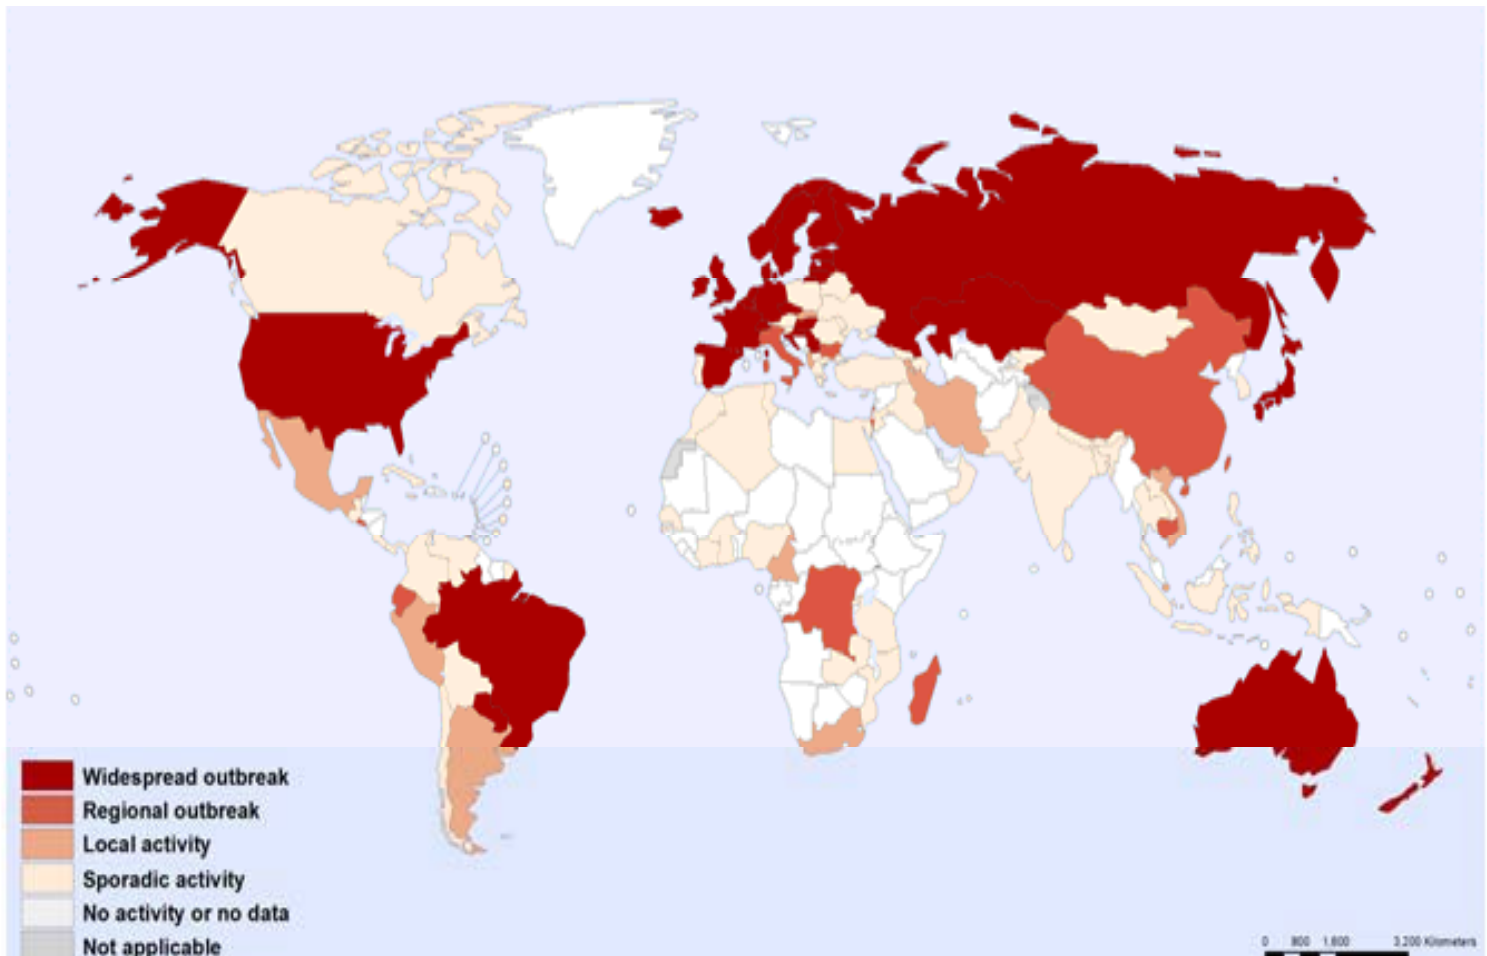 Widespread outbreak
Regional outbreak
Local activity
Sporadic activity
No activity or no data
Not applicable
0 800 1,600 3,200 Kilometers